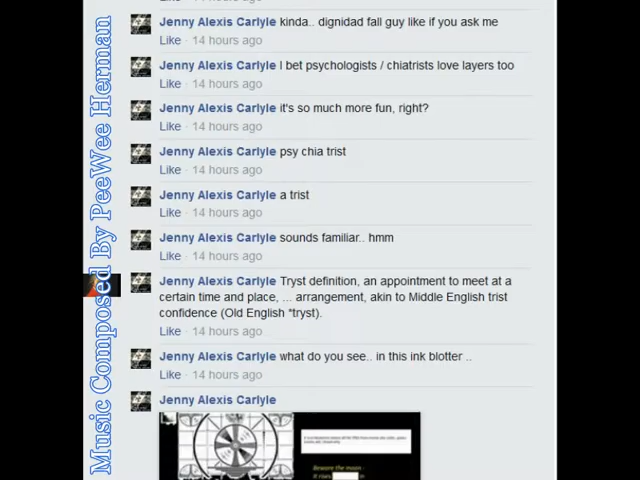 Music Composed By PeeWee Herman
Jenny Alexis Carlyle kinda.. dignidad fall guy like if you ask me
Like · 14 hours ago
Jenny Alexis Carlyle I bet psychologists / chiatrists love layers too
Like · 14 hours ago
Jenny Alexis Carlyle it's so much more fun, right?
Like · 14 hours ago
Jenny Alexis Carlyle psy chia trist
Like · 14 hours ago
Jenny Alexis Carlyle a trist
Like · 14 hours ago
Jenny Alexis Carlyle sounds familiar.. hmm
Like · 14 hours ago
Jenny Alexis Carlyle Tryst definition, an appointment to meet at a
certain time and place, ... arrangement, akin to Middle English trist
confidence (Old English *tryst).
Like · 14 hours ago
Jenny Alexis Carlyle what do you see.. in this ink blotter ..
Like · 14 hours ago
Jenny Alexis Carlyle
Beware the moon